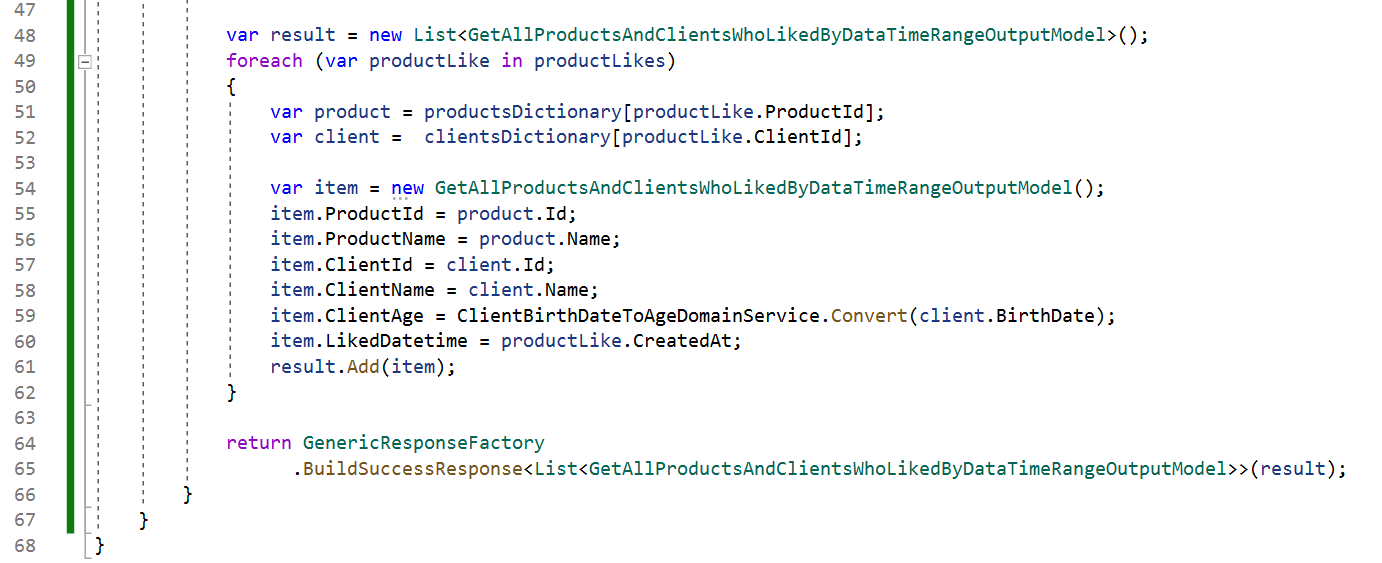 47
48 var result = new List<GetAllProductsAndClientsWhoLikedByDataTimeRangeOutputModel>();
49 foreach (var productLike in productLikes)
50 {
51 var product = productsDictionary[productLike.ProductId];
52 var client =  clientsDictionary[productLike.ClientId];
53
54 var item = new GetAllProductsAndClientsWhoLikedByDataTimeRangeOutputModel();
55 item.ProductId = product.Id;
56 item.ProductName = product.Name;
57 item.ClientId = client.Id;
58 item.ClientName = client.Name;
59 item.ClientAge = ClientBirthDateToAgeDomainService.Convert(client.BirthDate);
60 item.LikedDatetime = productLike.CreatedAt;
61 result.Add(item);
62 }
63
64 return GenericResponseFactory
65 .BuildSuccessResponse<List<GetAllProductsAndClientsWhoLikedByDataTimeRangeOutputModel>>(result);
66 }
67 }
68 }